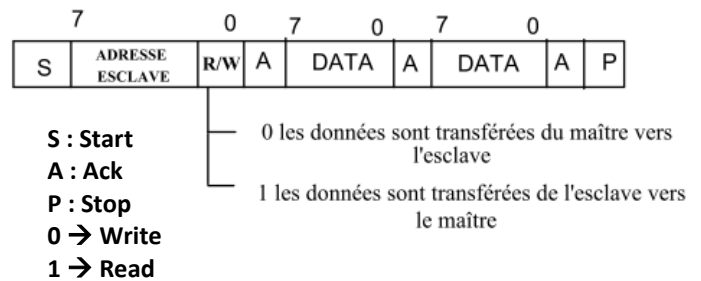 7 0 7 0 7 0
S ADRESSE ESCLAVE R/W A DATA A DATA A P
0 les données sont transférées du maître vers
l'esclave
1 les données sont transférées de l'esclave vers
le maître
S : Start
A : Ack
P : Stop
0 → Write
1 → Read